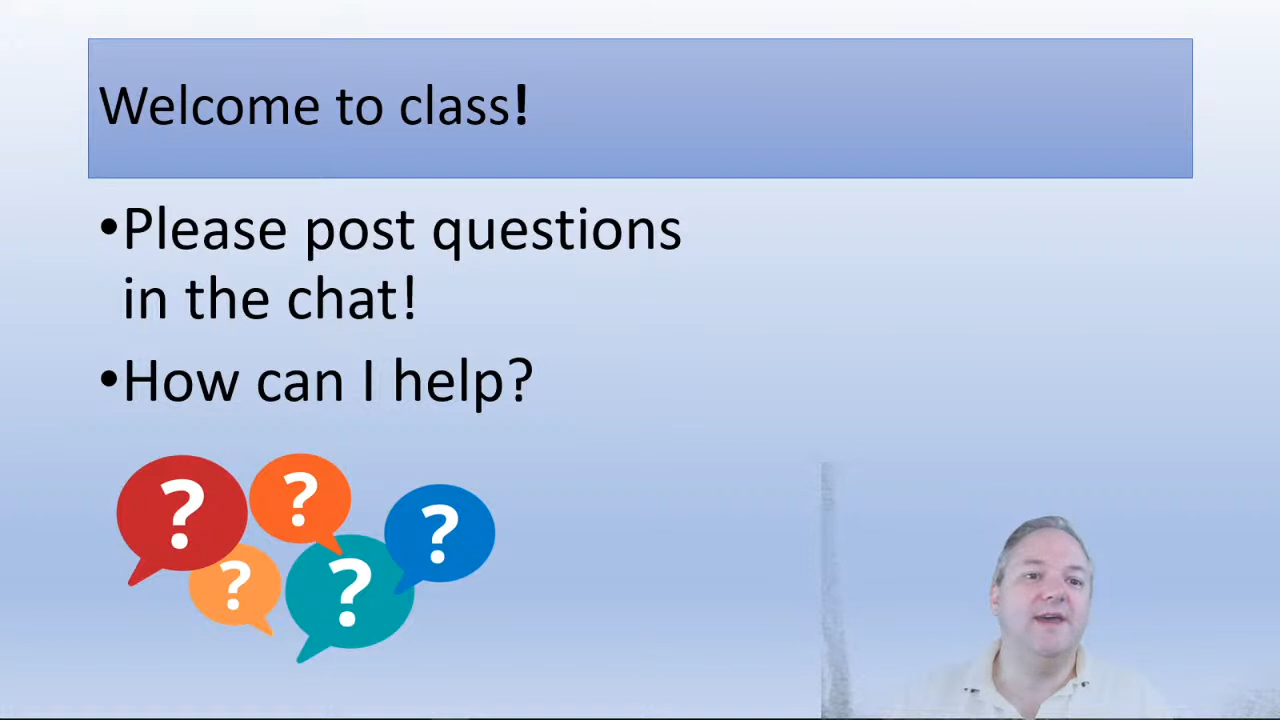 Welcome to class!
•Please post questions
in the chat!
•How can I help?
? ? ?
? ?